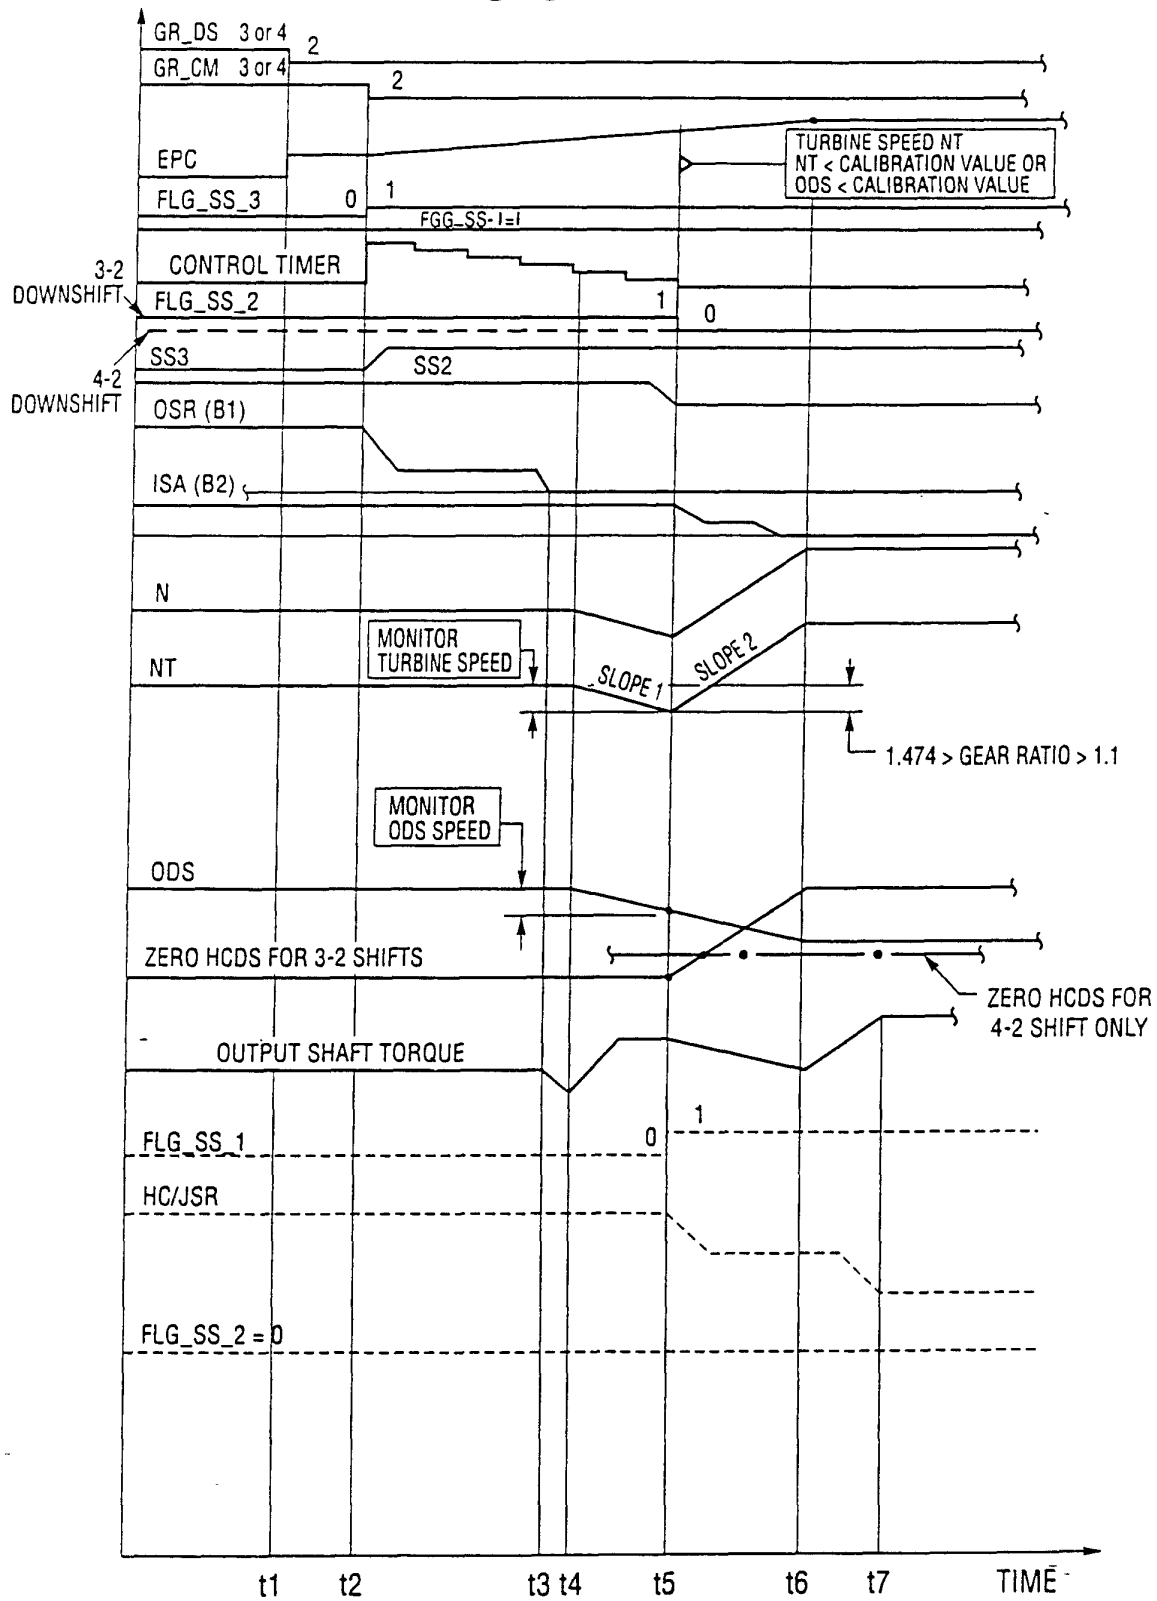 GR_DS 3 or 4
2
GR_CM 3 or 4
2
EPC
TURBINE SPEED NT
NT < CALIBRATION VALUE OR
ODS < CALIBRATION VALUE
FLG_SS_3
0
1
FGG_SS-1=1
CONTROL TIMER
3-2
DOWNSHIFT
FLG_SS_2
1
0
SS3
SS2
4-2
DOWNSHIFT
OSR (B1)
ISA (B2)
N
MONITOR
TURBINE SPEED
NT
SLOPE 1
SLOPE 2
1.474 > GEAR RATIO > 1.1
MONITOR
ODS SPEED
ODS
ZERO HCDS FOR 3-2 SHIFTS
ZERO HCDS FOR
4-2 SHIFT ONLY
OUTPUT SHAFT TORQUE
FLG_SS_1
0
1
HC/JSR
FLG_SS_2 = 0
t1 t2 t3 t4 t5 t6 t7 TIME